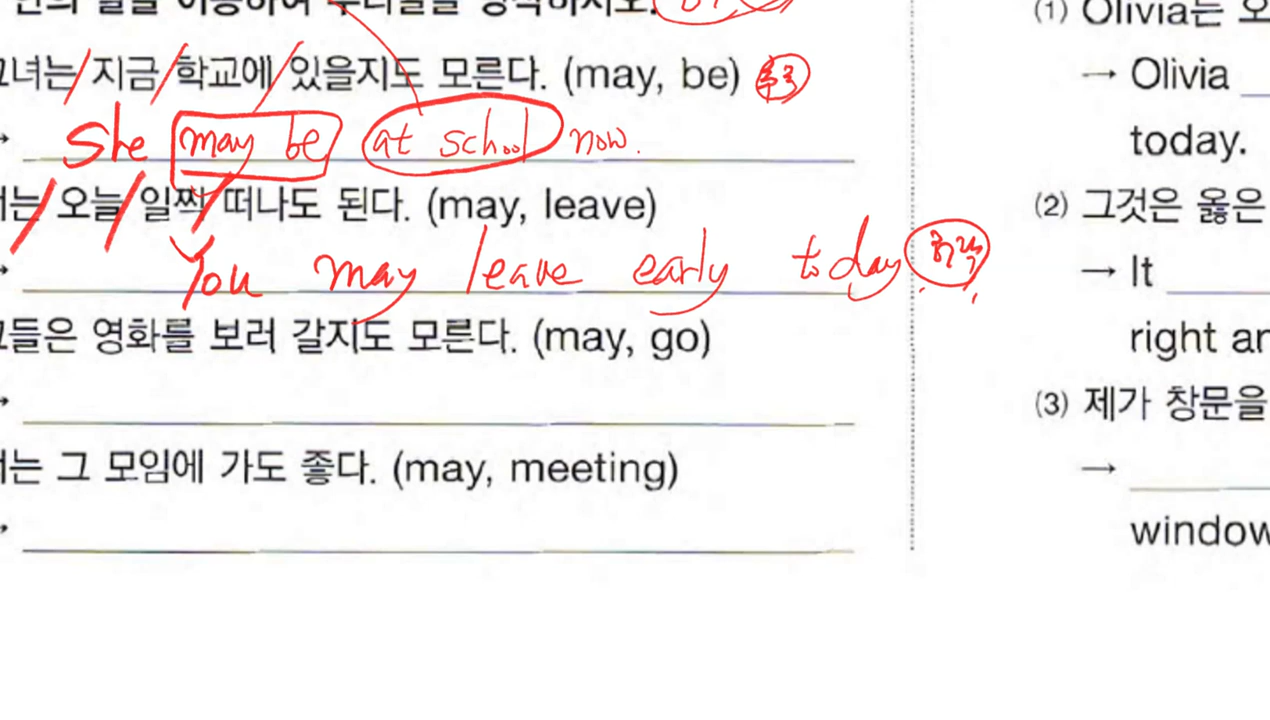 그녀는 지금 학교에 있을지도 모른다. (may, be) 추측
→ She may be at school now.
너는 오늘 일찍 떠나도 된다. (may, leave)
→ You may leave early today. 허락
그들은 영화를 보러 갈지도 모른다. (may, go)
→
너는 그 모임에 가도 좋다. (may, meeting)
→
(1) Olivia는
→ Olivia
today.
(2) 그것은 옳은
→ It
right
(3) 제가 창문을
→
window